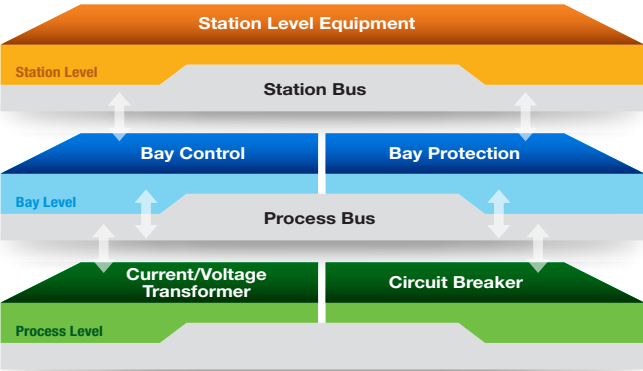 Station Level Equipment
Station Level
Station Bus
Bay Control
Bay Protection
Bay Level
Process Bus
Current/Voltage
Transformer
Circuit Breaker
Process Level